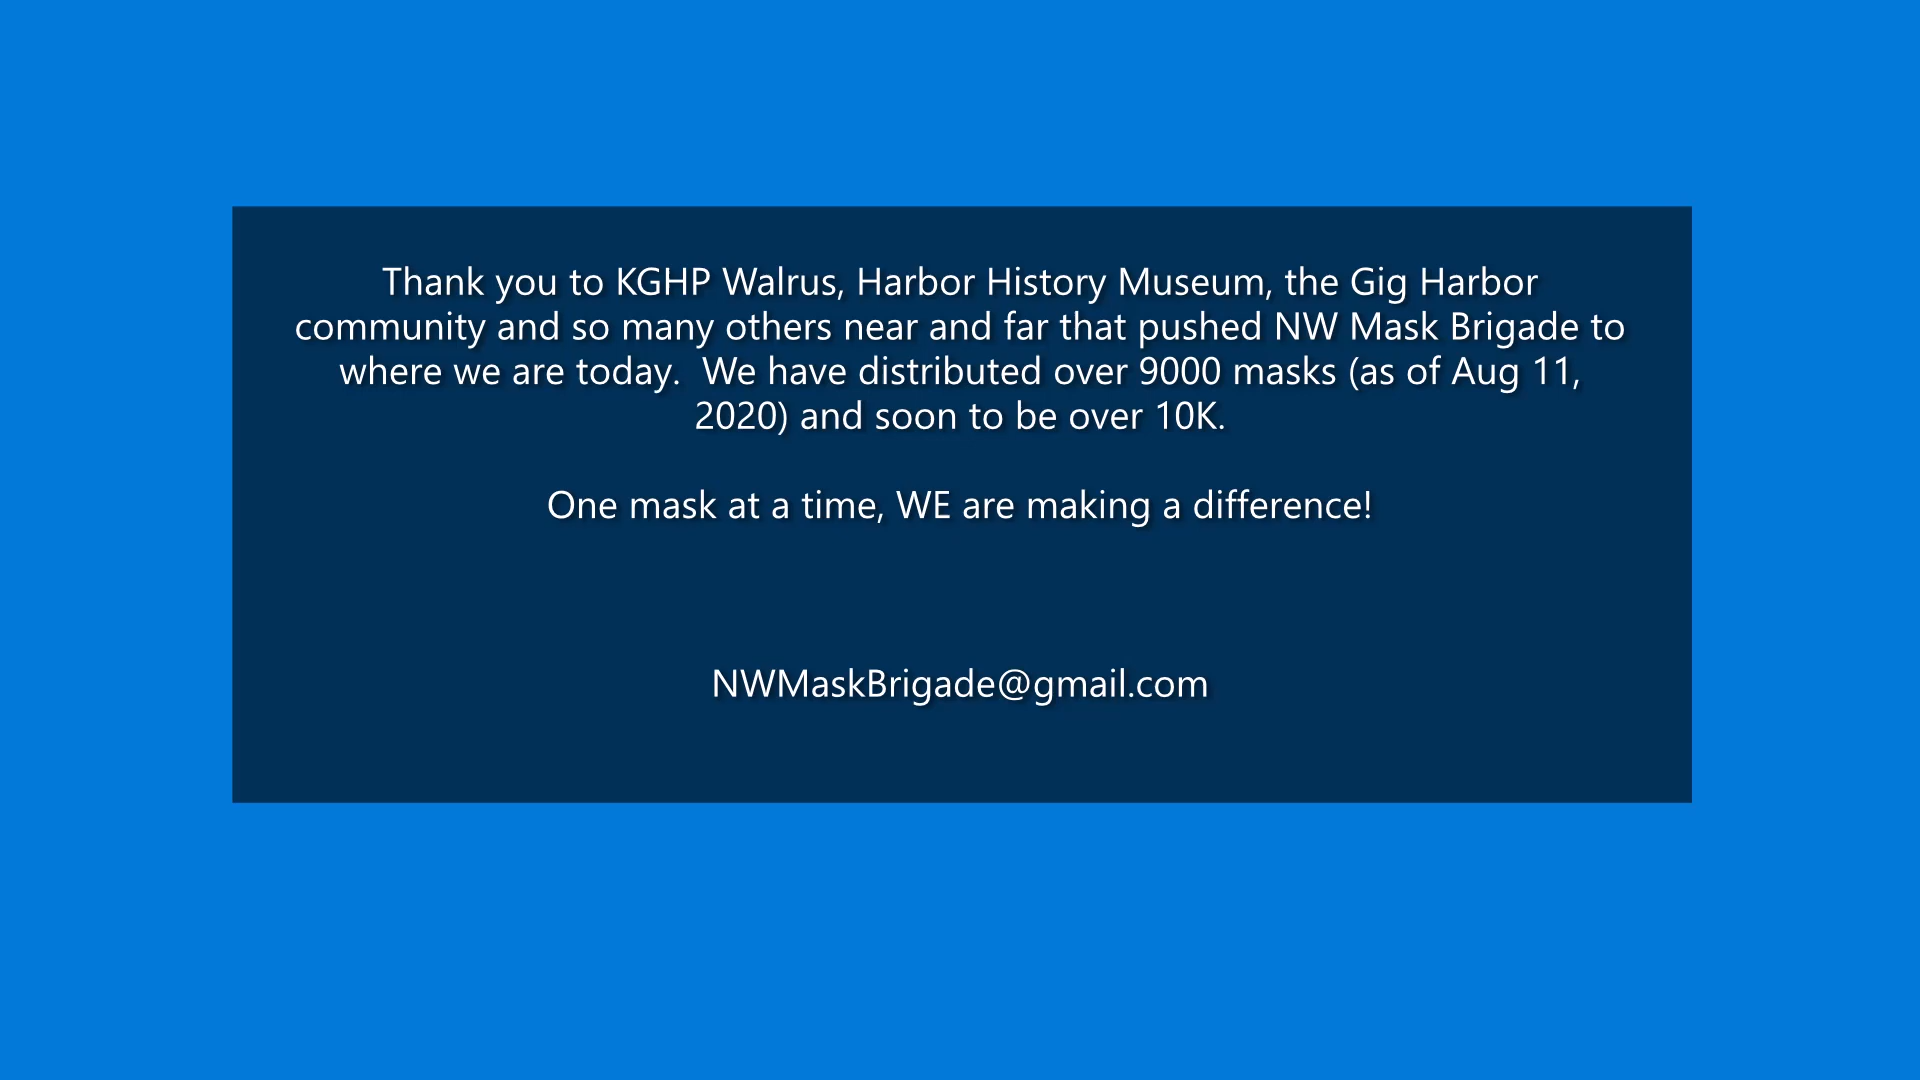 Thank you to KGHP Walrus, Harbor History Museum, the Gig Harbor
community and so many others near and far that pushed NW Mask Brigade to
where we are today.  We have distributed over 9000 masks (as of Aug 11,
2020) and soon to be over 10K.
One mask at a time, WE are making a difference!
NWMaskBrigade@gmail.com